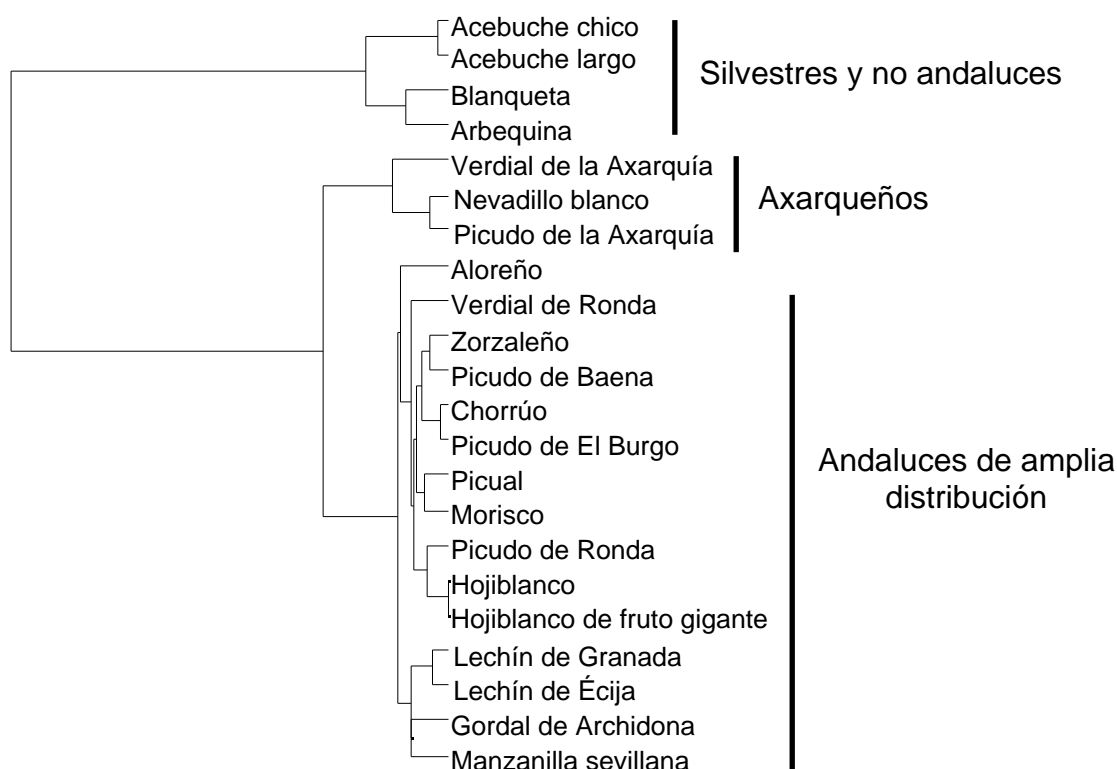 Acebuche chico
Acebuche largo
Blanqueta
Arbequina
Silvestres y no andaluces
Verdial de la Axarquía
Nevadillo blanco
Picudo de la Axarquía
Axarqueños
Aloreño
Verdial de Ronda
Zorzaleño
Picudo de Baena
Chorrúo
Picudo de El Burgo
Picual
Morisco
Picudo de Ronda
Hojiblanco
Hojiblanco de fruto gigante
Lechín de Granada
Lechín de Écija
Gordal de Archidona
Manzanilla sevillana
Andaluces de amplia
distribución